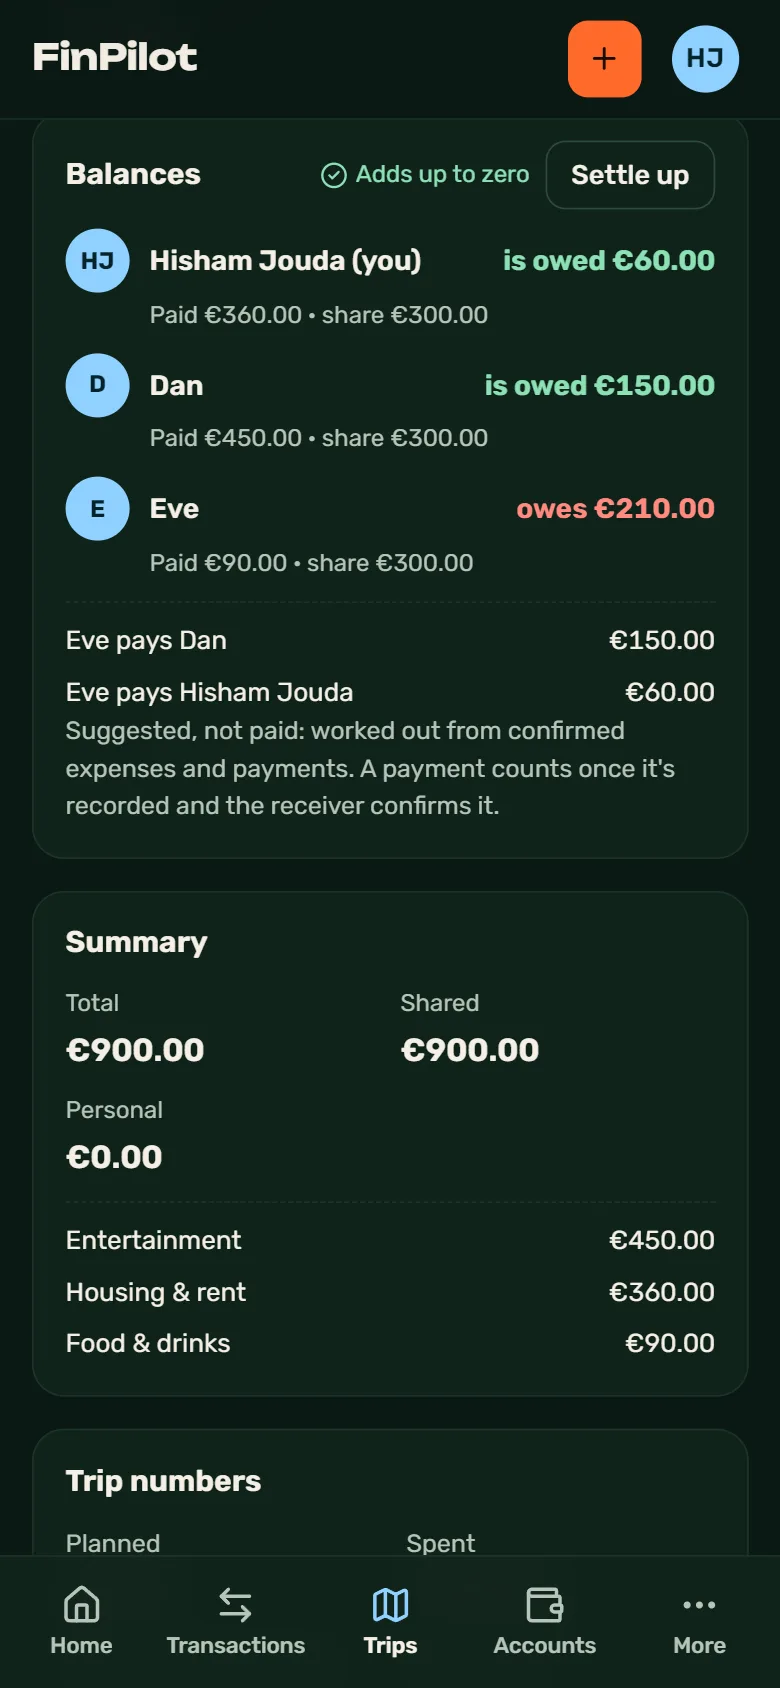 FinPilot
HJ
Balances
Adds up to zero
Settle up
HJ
Hisham Jouda (you)
is owed €60.00
Paid €360.00 • share €300.00
D
Dan
is owed €150.00
Paid €450.00 • share €300.00
E
Eve
owes €210.00
Paid €90.00 • share €300.00
Eve pays Dan
€150.00
Eve pays Hisham Jouda
€60.00
Suggested, not paid: worked out from confirmed
expenses and payments. A payment counts once it's
recorded and the receiver confirms it.
Summary
Total
Shared
€900.00
€900.00
Personal
€0.00
Entertainment
€450.00
Housing & rent
€360.00
Food & drinks
€90.00
Trip numbers
Planned
Spent
Home
Transactions
Trips
Accounts
More